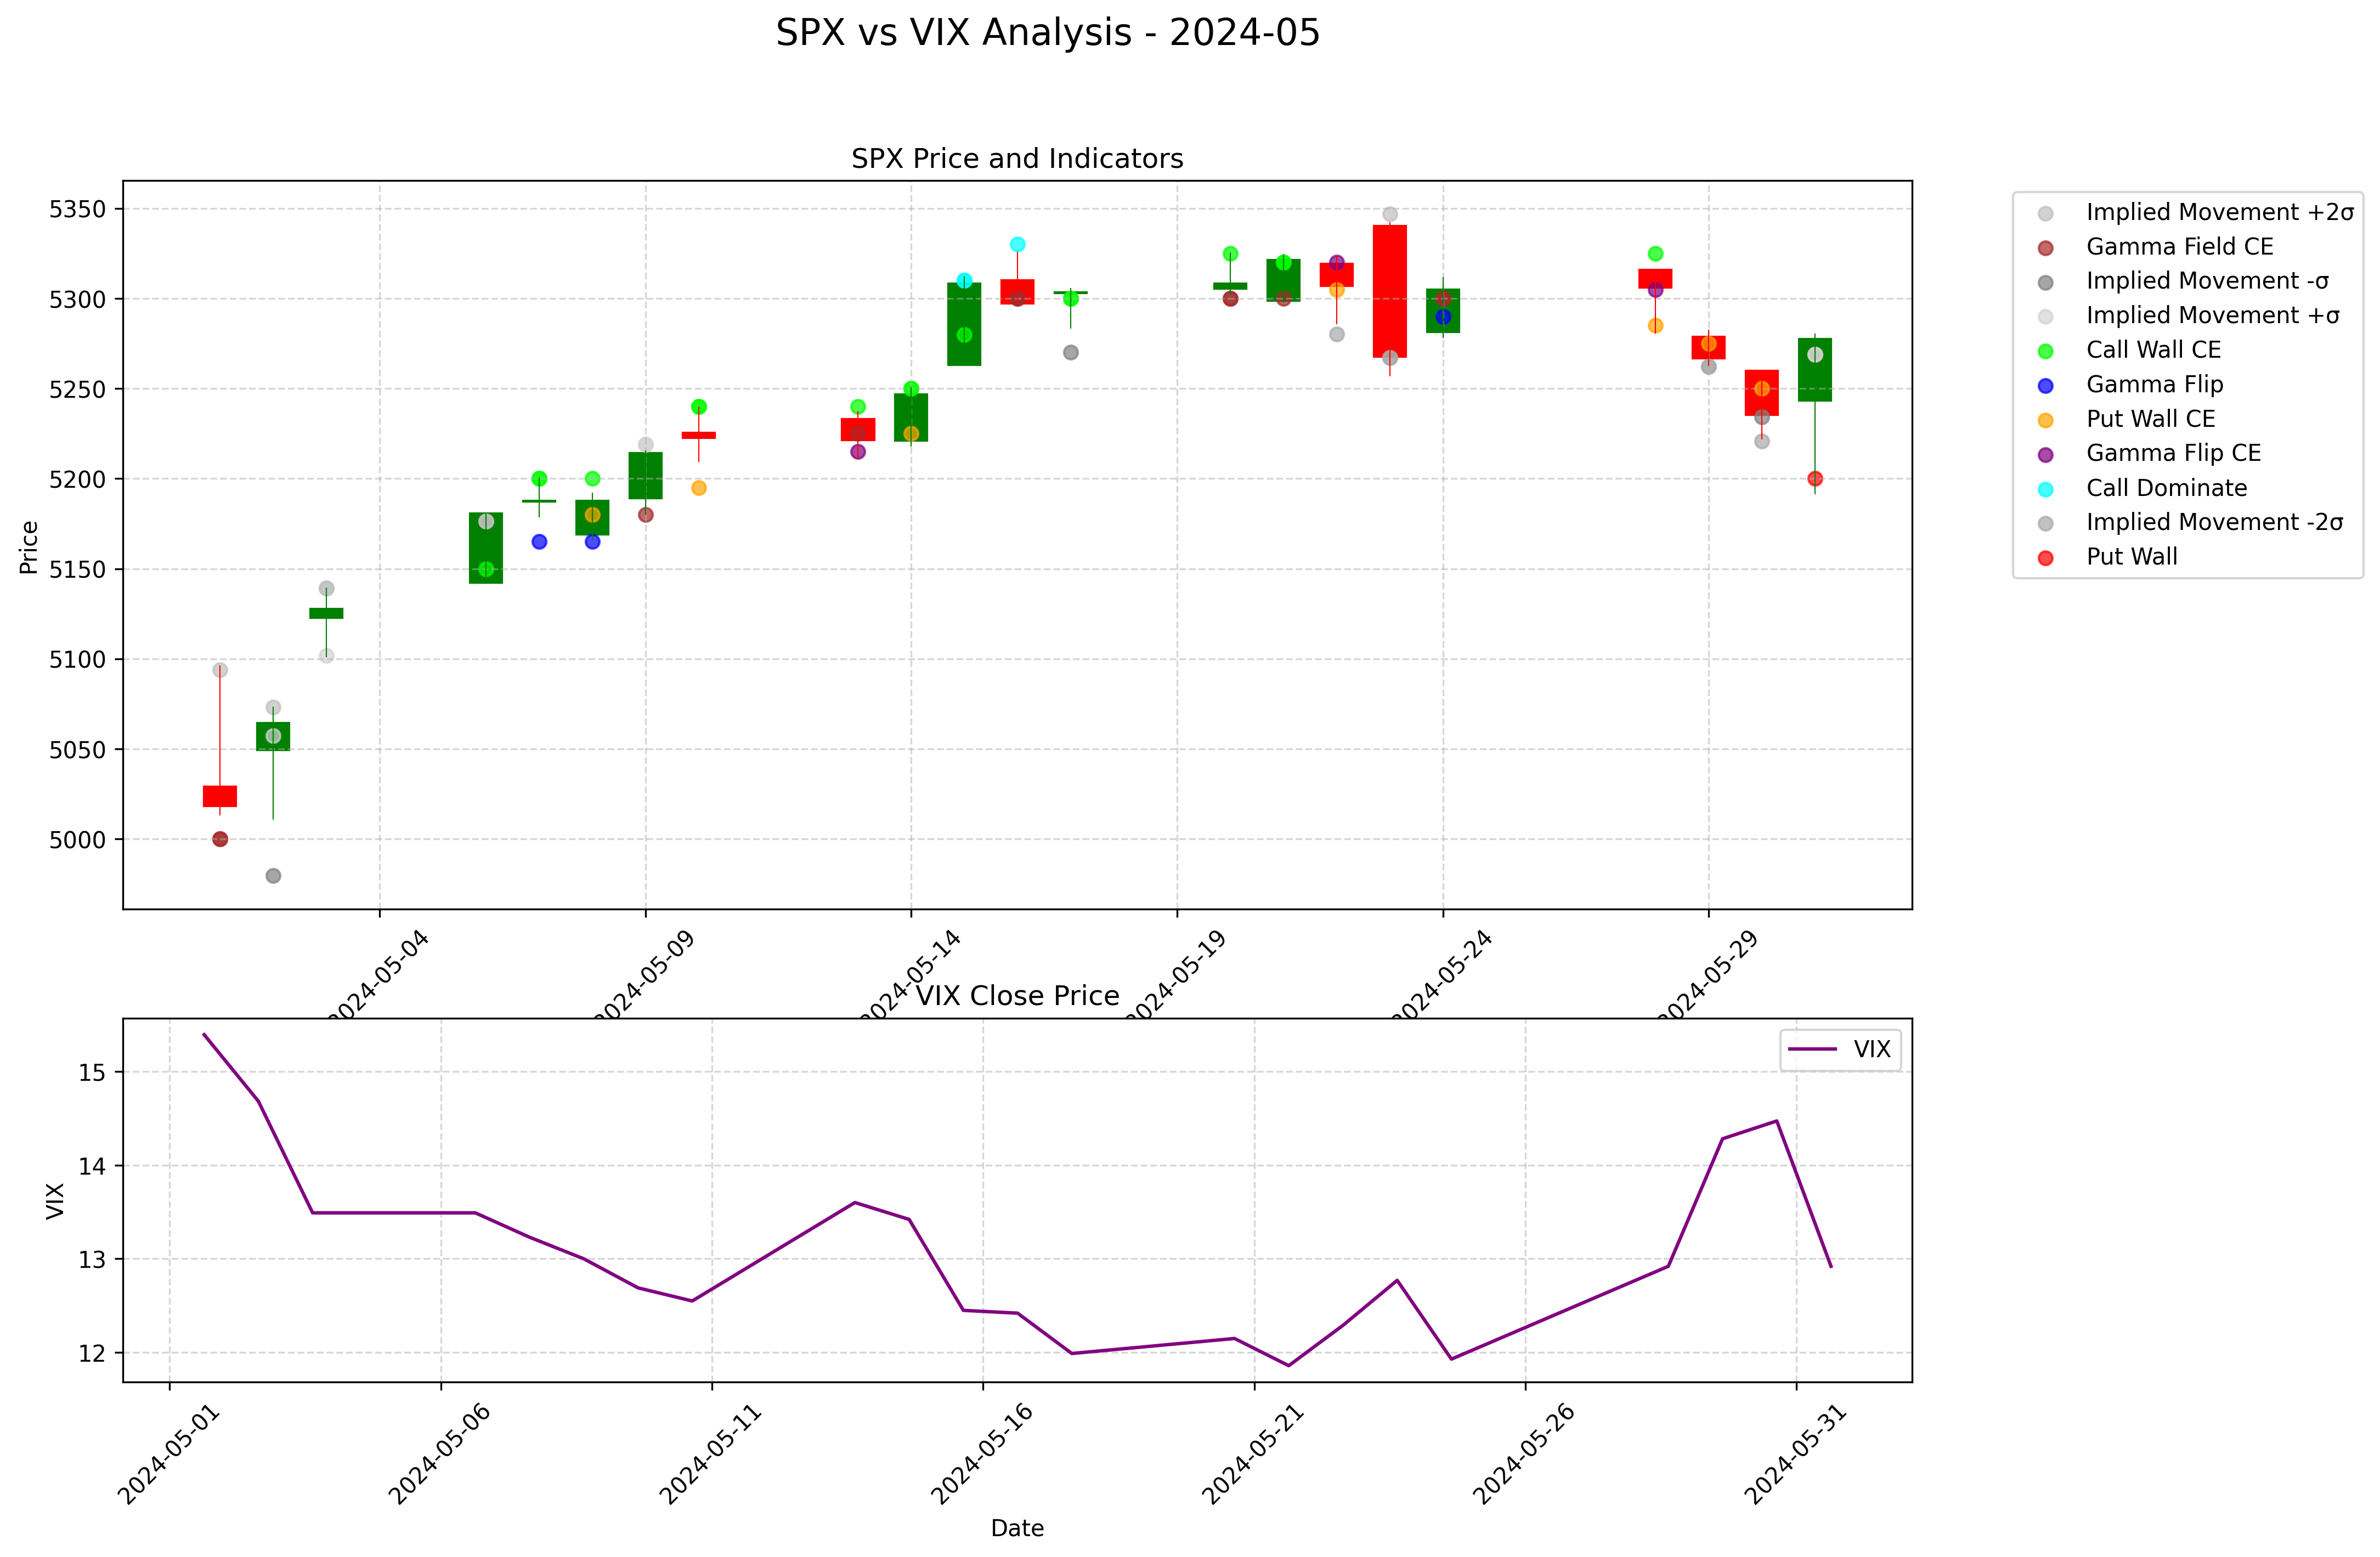 SPX vs VIX Analysis - 2024-05
SPX Price and Indicators
Price
5350
5300
5250
5200
5150
5100
5050
5000
2024-05-04
2024-05-09
2024-05-14
2024-05-19
2024-05-24
2024-05-29
Implied Movement +2σ
Gamma Field CE
Implied Movement -σ
Implied Movement +σ
Call Wall CE
Gamma Flip
Put Wall CE
Gamma Flip CE
Call Dominate
Implied Movement -2σ
Put Wall
VIX Close Price
VIX
15
14
13
12
VIX
2024-05-01
2024-05-06
2024-05-11
2024-05-16
2024-05-21
2024-05-26
2024-05-31
Date